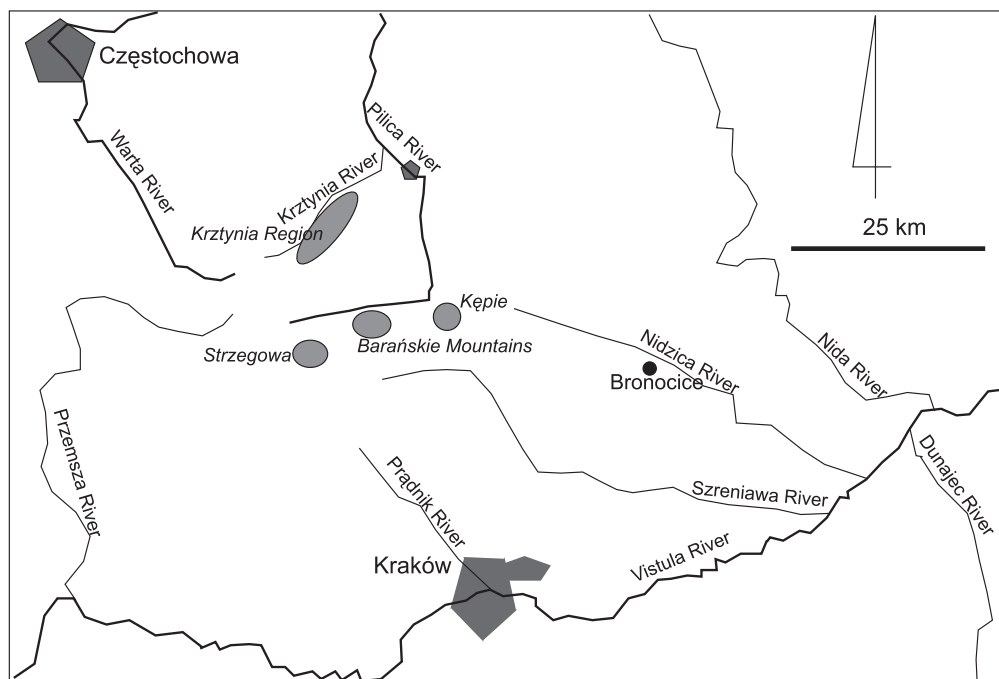 Częstochowa
Pilica River
Warta River
Krztynia River
Krztynia Region
25 km
Kępie
Barańskie Mountains
Strzegowa
Nidzica River
Nida River
Bronocice
Przemsza River
Prądnik River
Szreniawa River
Dunajec River
Vistula River
Kraków